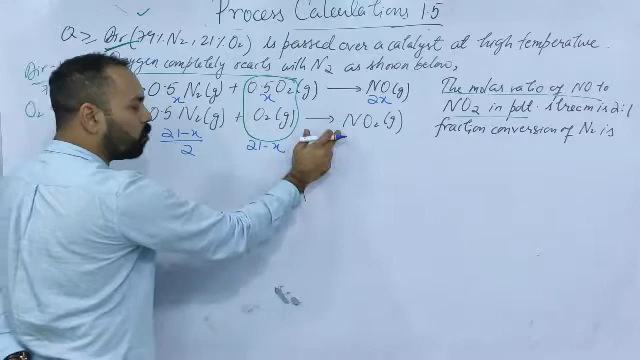 Process Calculations 15
Q ≥ Air (79% N₂, 21% O₂) is passed over a catalyst at high temperature.
Oxygen completely reacts with N₂ as shown below,
0.5 N₂(g) + 0.5 O₂(g) → NO(g)
x x 2x
0.5 N₂(g) + O₂(g) → NO₂(g)
21-x/2 21-x
The molar ratio of NO to
NO₂ in pdt. stream is 2:1
fraction conversion of N₂ is
Air
O₂